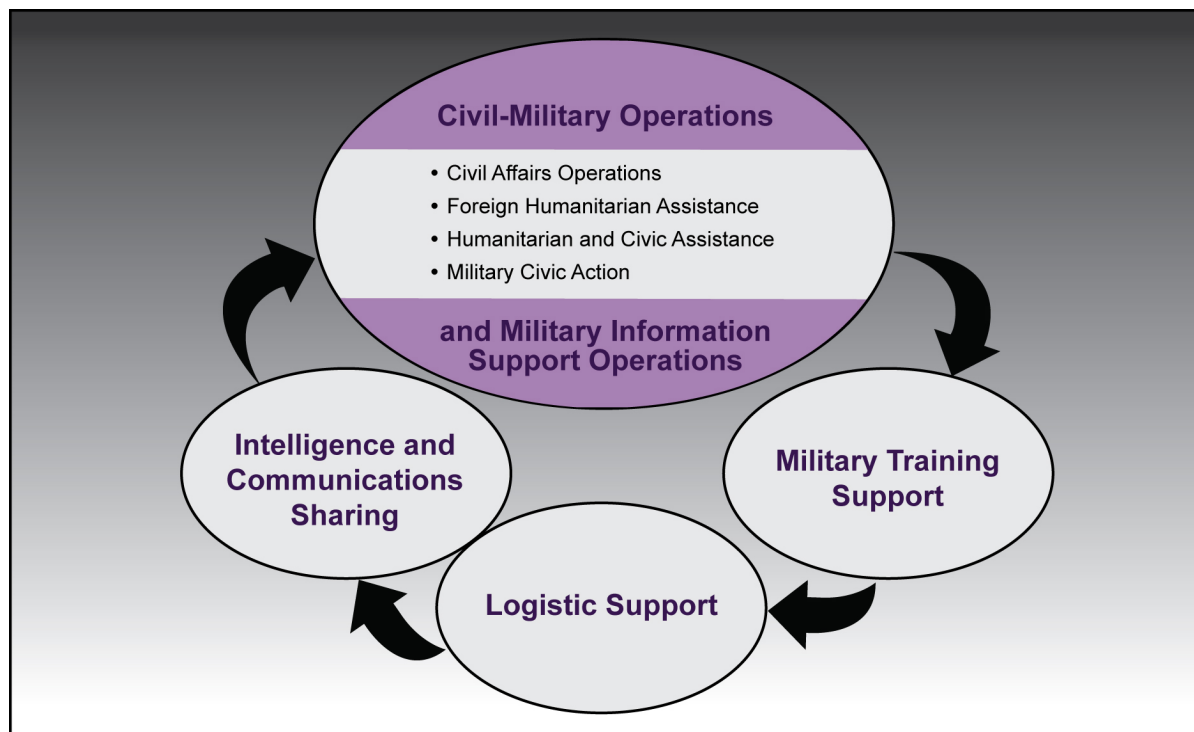 Civil-Military Operations
• Civil Affairs Operations
• Foreign Humanitarian Assistance
• Humanitarian and Civic Assistance
• Military Civic Action
and Military Information
Support Operations
Military Training
Support
Logistic Support
Intelligence and
Communications
Sharing